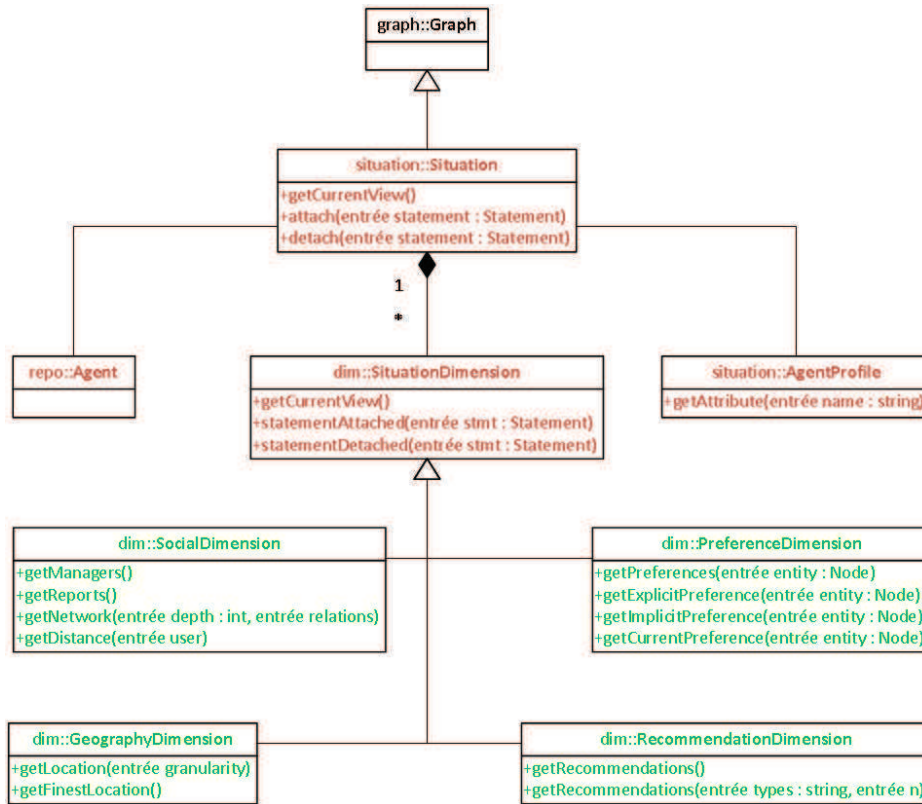 graph::Graph
situation::Situation
+getCurrentView()
+attach(entrée statement : Statement)
+detach(entrée statement : Statement)
1
*
repo::Agent
dim::SituationDimension
+getCurrentView()
+statementAttached(entrée stmt : Statement)
+statementDetached(entrée stmt : Statement)
situation::AgentProfile
+getAttribute(entrée name : string)
dim::SocialDimension
+getManagers()
+getReports()
+getNetwork(entrée depth : int, entrée relations)
+getDistance(entrée user)
dim::PreferenceDimension
+getPreferences(entrée entity : Node)
+getExplicitPreference(entrée entity : Node)
+getImplicitPreference(entrée entity : Node)
+getCurrentPreference(entrée entity : Node)
dim::GeographyDimension
+getLocation(entrée granularity)
+getFinestLocation()
dim::RecommendationDimension
+getRecommendations()
+getRecommendations(entrée types : string, entrée n)